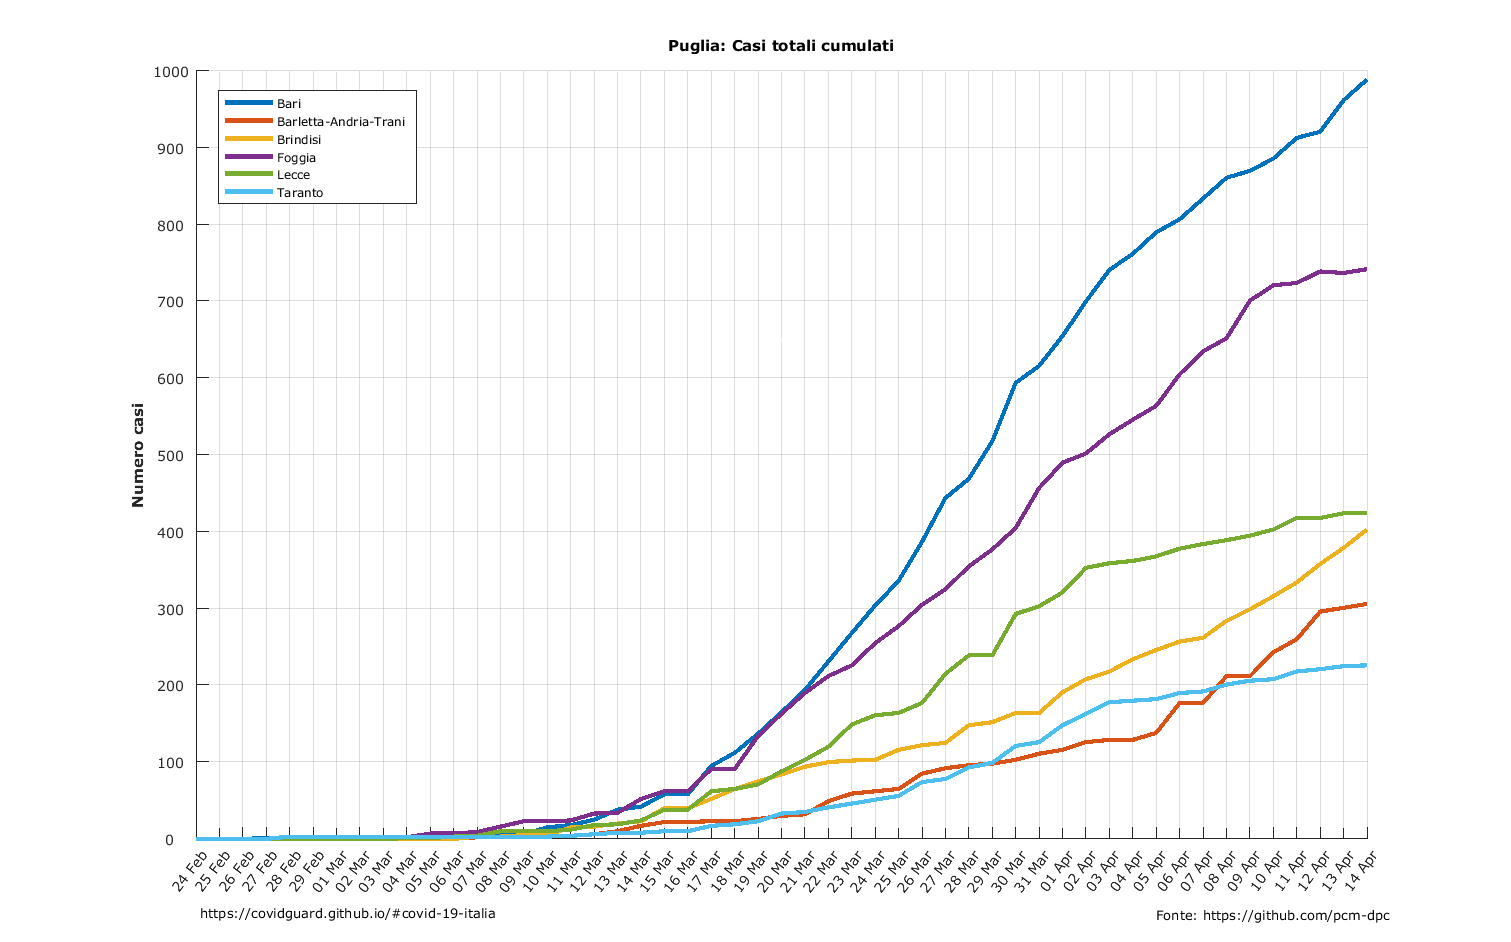 Puglia: Casi totali cumulati
1000
900
800
700
600
500
400
300
200
100
0
Numero casi
Bari
Barletta-Andria-Trani
Brindisi
Foggia
Lecce
Taranto
24 Feb
25 Feb
26 Feb
27 Feb
28 Feb
29 Feb
01 Mar
02 Mar
03 Mar
04 Mar
05 Mar
06 Mar
07 Mar
08 Mar
09 Mar
10 Mar
11 Mar
12 Mar
13 Mar
14 Mar
15 Mar
16 Mar
17 Mar
18 Mar
19 Mar
20 Mar
21 Mar
22 Mar
23 Mar
24 Mar
25 Mar
26 Mar
27 Mar
28 Mar
29 Mar
30 Mar
31 Mar
01 Apr
02 Apr
03 Apr
04 Apr
05 Apr
06 Apr
07 Apr
08 Apr
09 Apr
10 Apr
11 Apr
12 Apr
13 Apr
14 Apr
https://covidguard.github.io/#covid-19-italia
Fonte: https://github.com/pcm-dpc